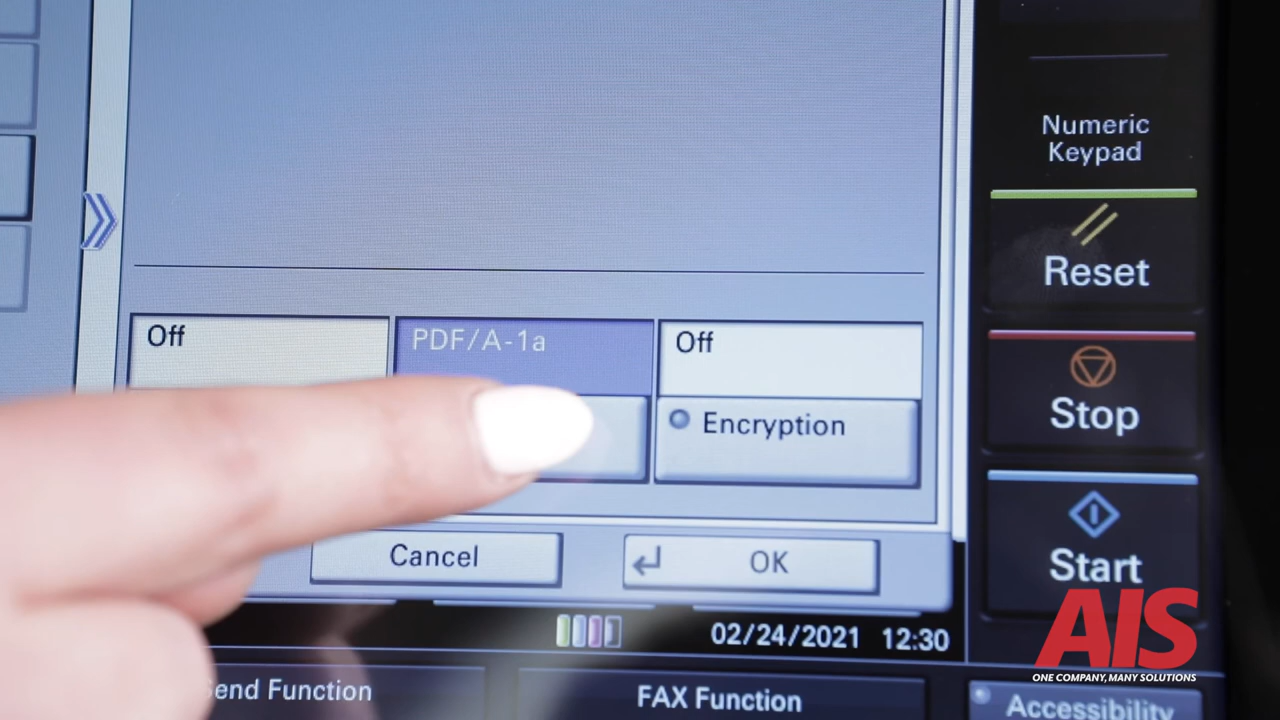 Numeric
Keypad
Reset
Off
PDF/A-1a
Off
Stop
Encryption
Cancel
OK
Start
02/24/2021 12:30
end Function
FAX Function
Accessibility
AIS
ONE COMPANY, MANY SOLUTIONS